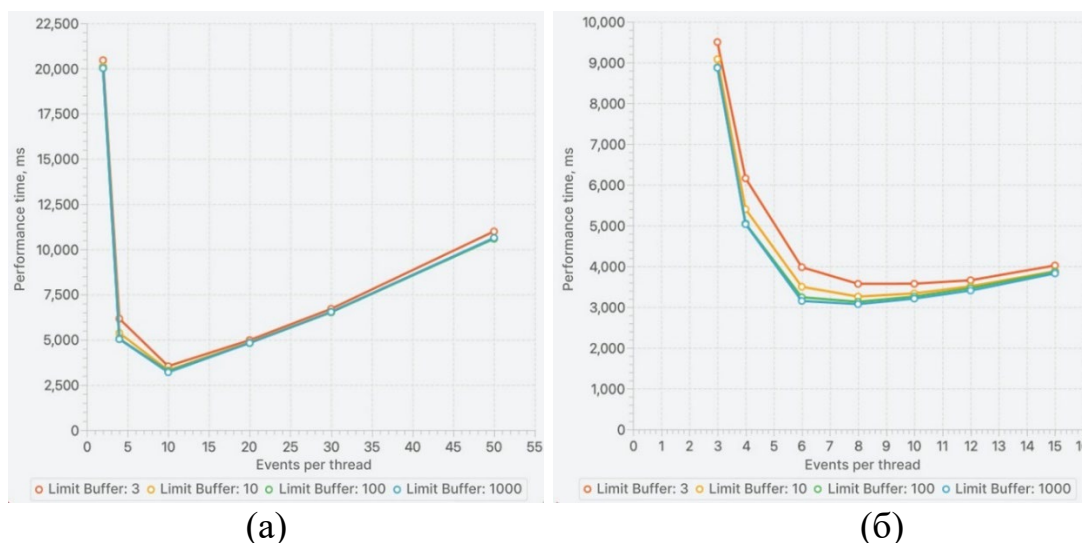 22,500
20,000
17,500
15,000
12,500
10,000
7,500
5,000
2,500
0
Performance time, ms
0 5 10 15 20 25 30 35 40 45 50 55
Events per thread
Limit Buffer: 3 Limit Buffer: 10 Limit Buffer: 100 Limit Buffer: 1000
(а)
10,000
9,000
8,000
7,000
6,000
5,000
4,000
3,000
2,000
1,000
0
Performance time, ms
0 1 2 3 4 5 6 7 8 9 10 11 12 13 14 15
Events per thread
Limit Buffer: 3 Limit Buffer: 10 Limit Buffer: 100 Limit Buffer: 1000
(б)